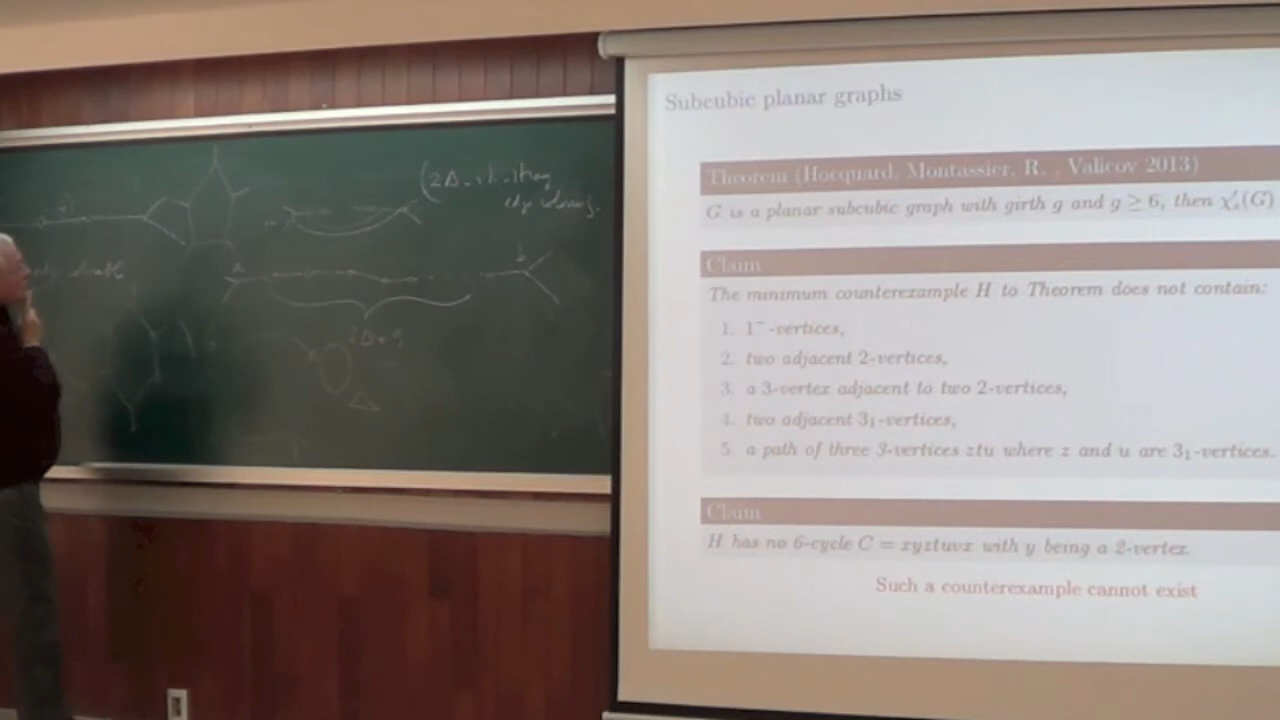 (2Δ
edge
b
Subcubic planar graphs
Theorem (Hocquard, Montassier, R., Valicov 2013)
G is a planar subcubic graph with girth g and g ≥ 6, then χ'ₛ(G)
Claim
The minimum counterexample H to Theorem does not contain:
1. 1⁻-vertices,
2. two adjacent 2-vertices,
3. a 3-vertex adjacent to two 2-vertices,
4. two adjacent 3₁-vertices,
5. a path of three 3-vertices ztu where z and u are 3₁-vertices.
Claim
H has no 6-cycle C = xyztuvx with y being a 2-vertex
Such a counterexample cannot exist